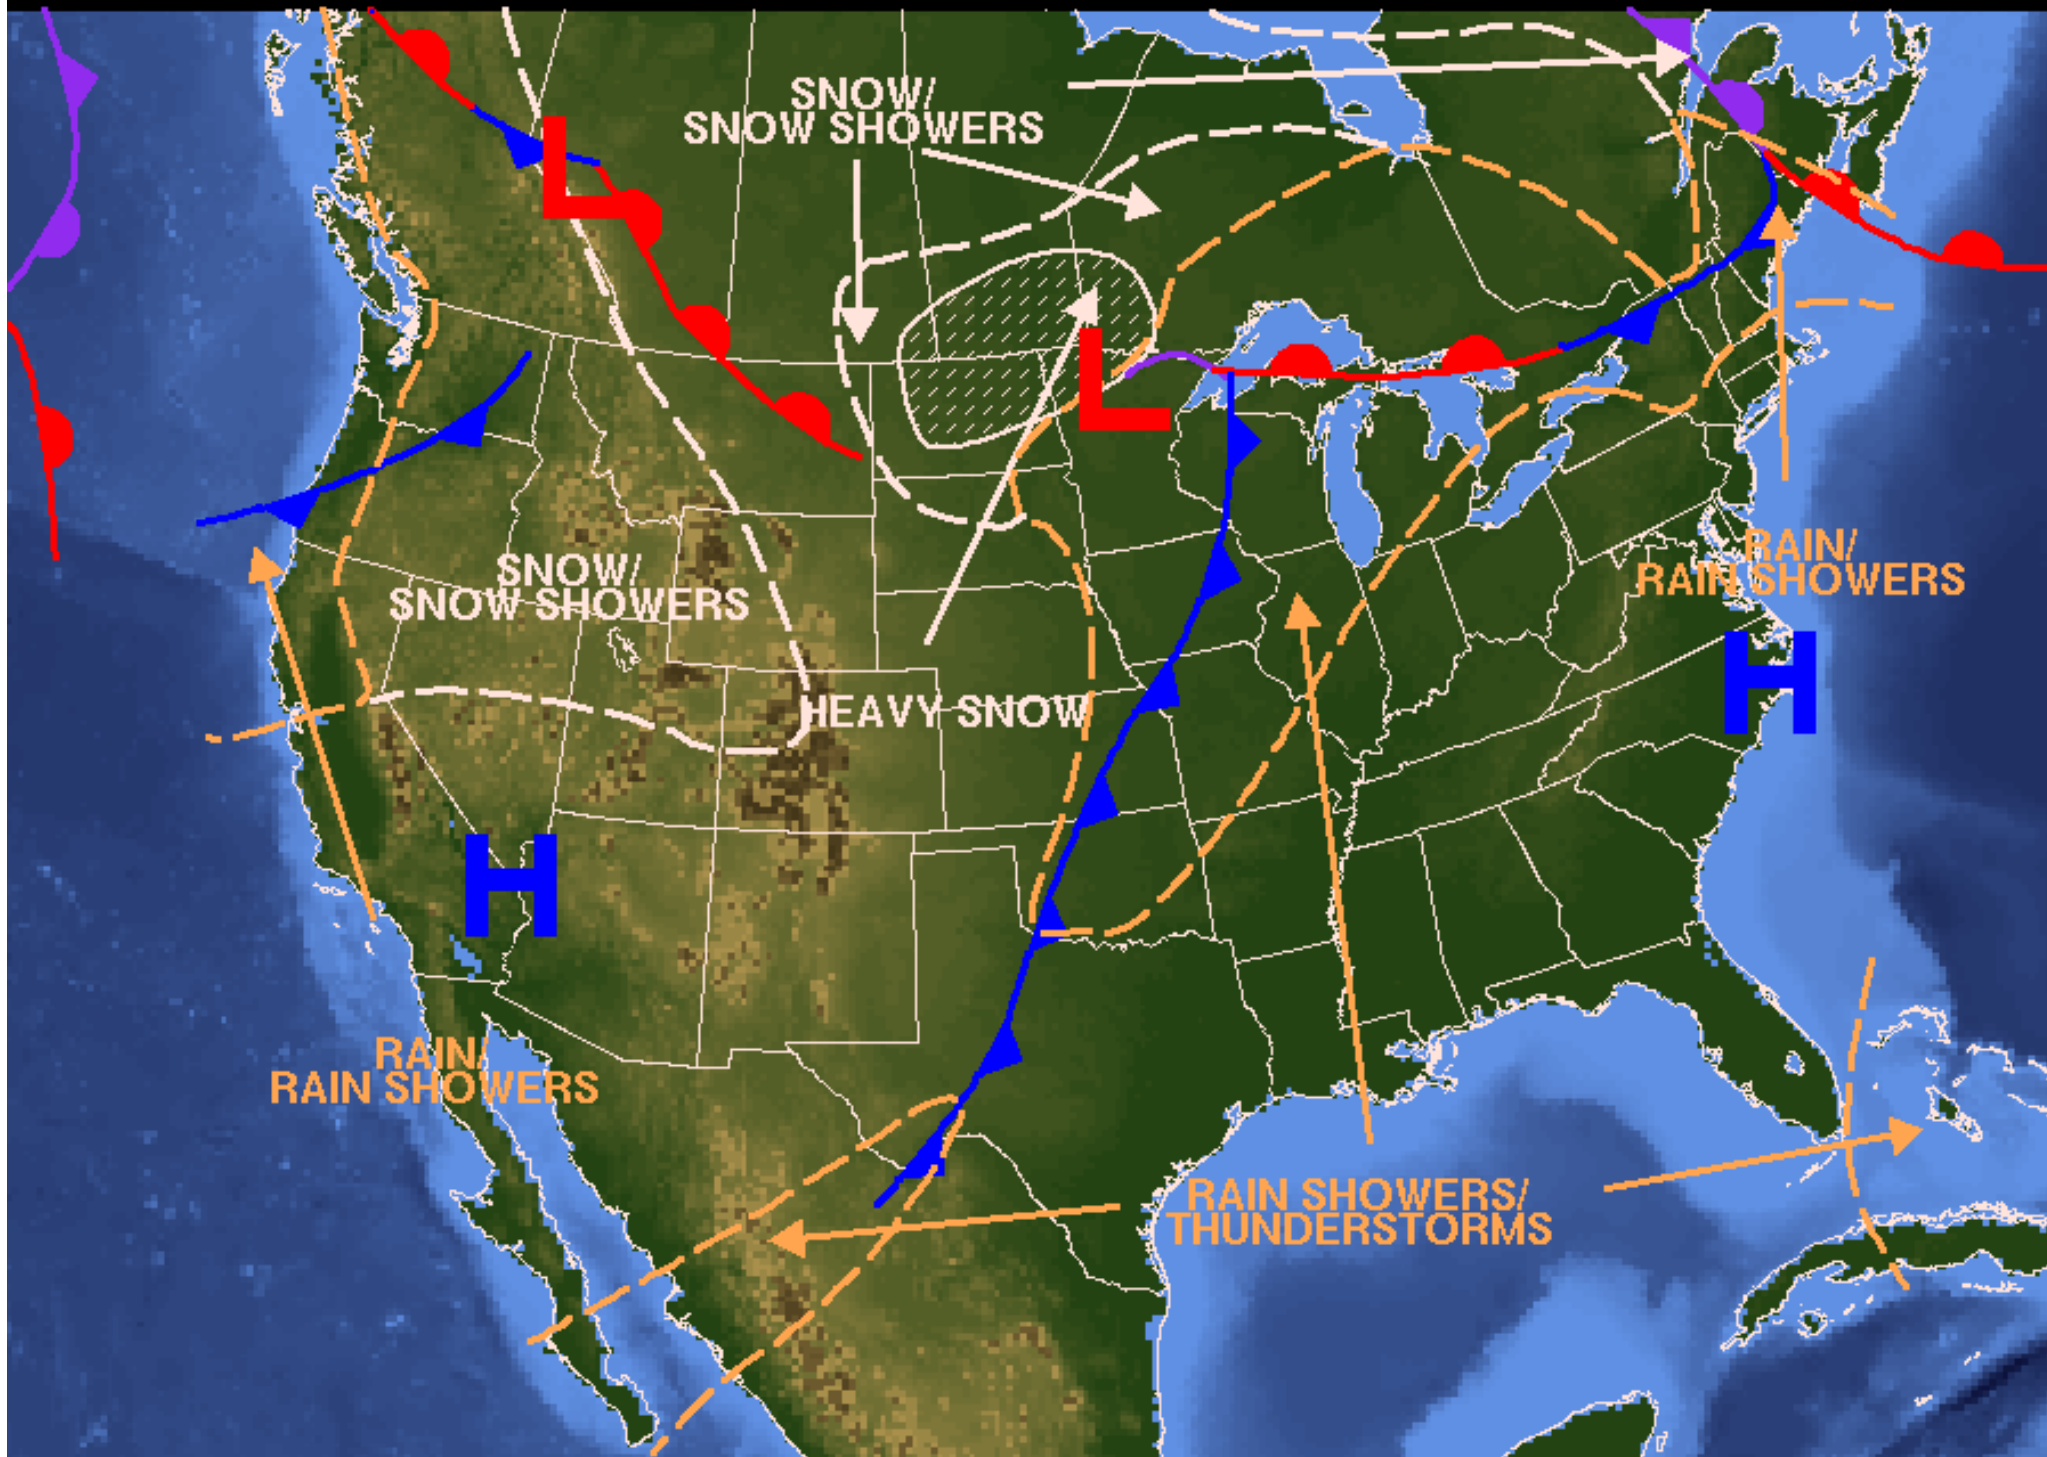 SNOW/
SNOW SHOWERS
L
L
RAIN/
RAIN SHOWERS
SNOW/
SNOW SHOWERS
H
HEAVY SNOW
H
RAIN/
RAIN SHOWERS
RAIN SHOWERS/
THUNDERSTORMS